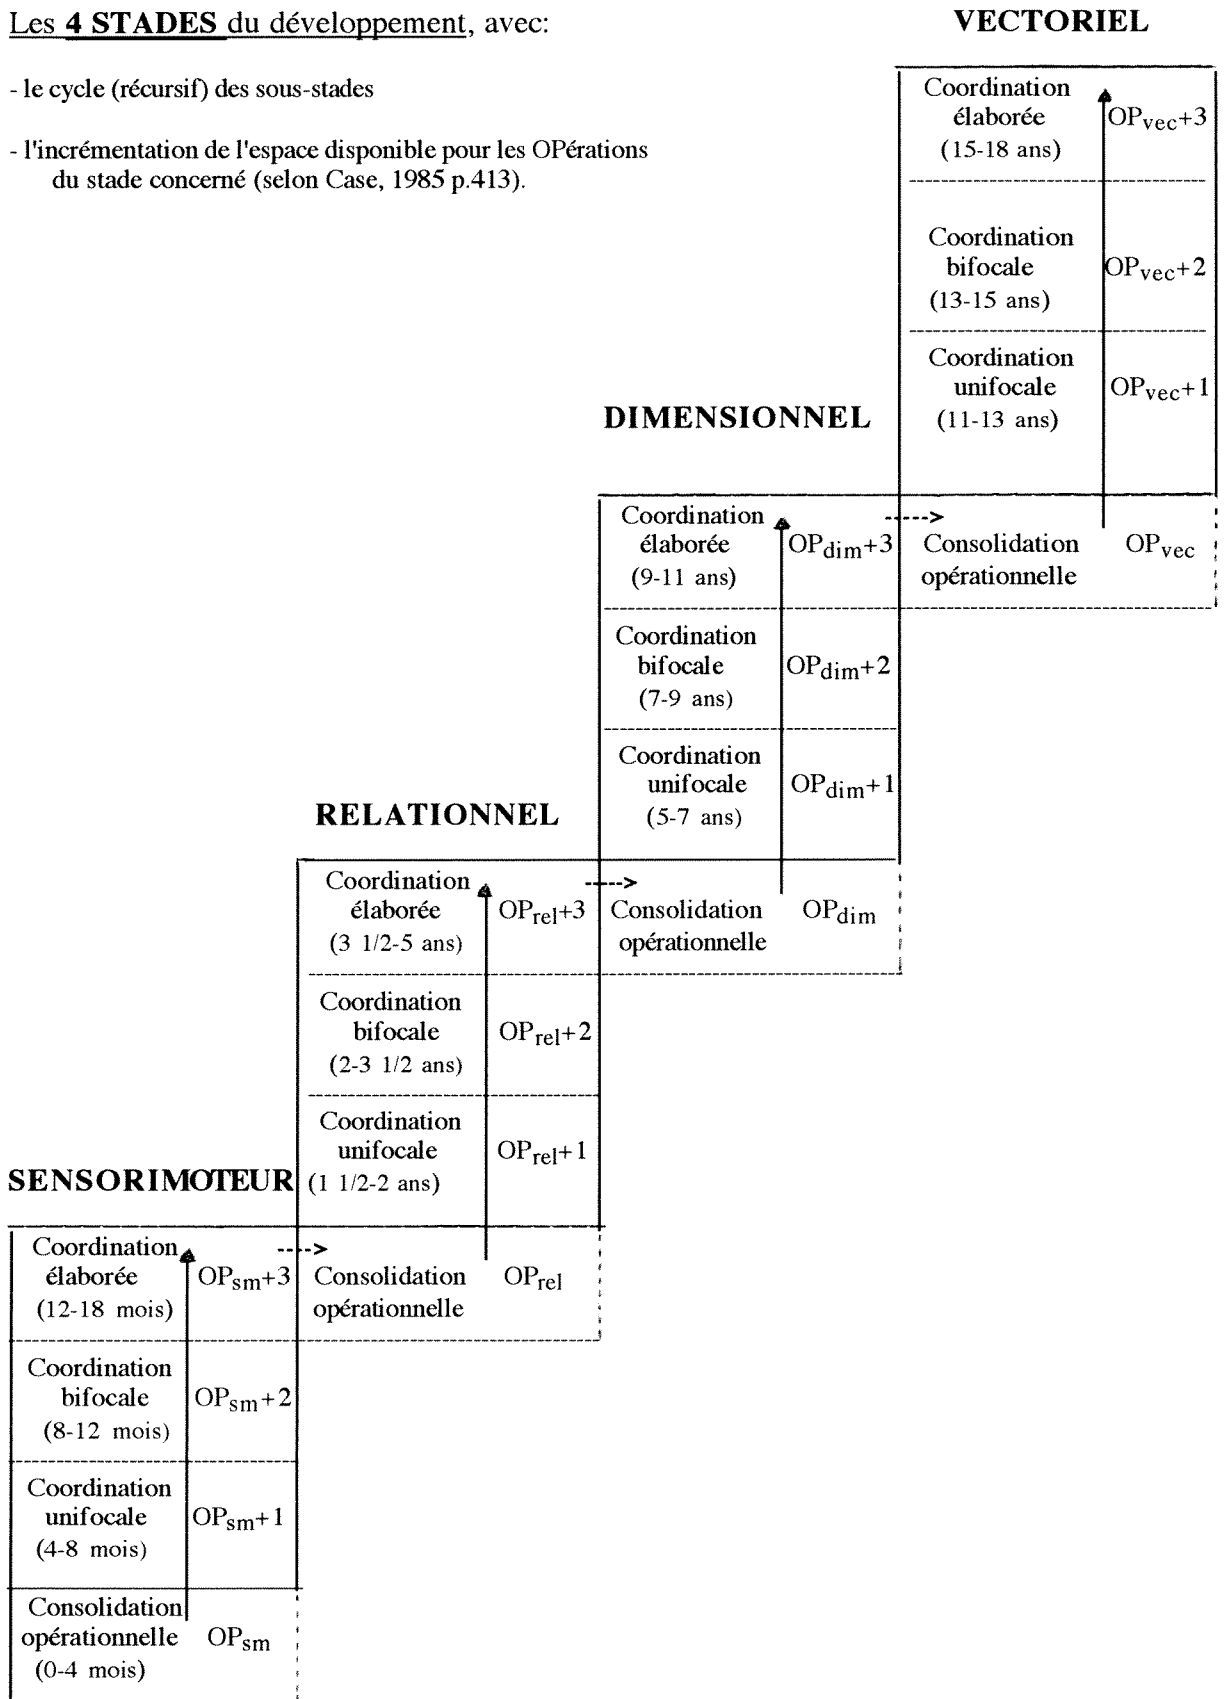 Les 4 STADES du développement, avec:
- le cycle (récursif) des sous-stades
- l'incrémentation de l'espace disponible pour les OPérations
du stade concerné (selon Case, 1985 p.413).
VECTORIEL
Coordination
élaborée
(15-18 ans)
OPvec+3
Coordination
bifocale
(13-15 ans)
OPvec+2
Coordination
unifocale
(11-13 ans)
OPvec+1
Consolidation
opérationnelle
OPvec
DIMENSIONNEL
Coordination
élaborée
(9-11 ans)
OPdim+3
Coordination
bifocale
(7-9 ans)
OPdim+2
Coordination
unifocale
(5-7 ans)
OPdim+1
Consolidation
opérationnelle
OPdim
RELATIONNEL
Coordination
élaborée
(3 1/2-5 ans)
OPrel+3
Coordination
bifocale
(2-3 1/2 ans)
OPrel+2
Coordination
unifocale
(1 1/2-2 ans)
OPrel+1
Consolidation
opérationnelle
OPrel
SENSORIMOTEUR
Coordination
élaborée
(12-18 mois)
OPsm+3
Coordination
bifocale
(8-12 mois)
OPsm+2
Coordination
unifocale
(4-8 mois)
OPsm+1
Consolidation
opérationnelle
(0-4 mois)
OPsm